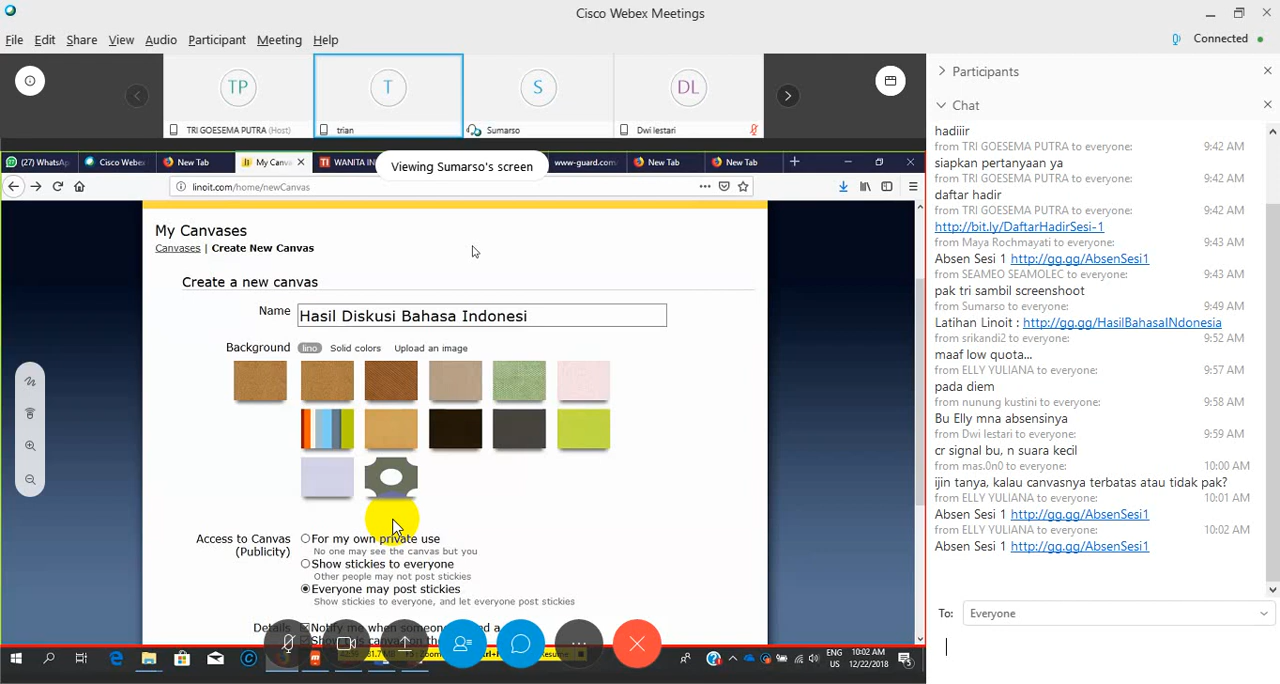 Cisco Webex Meetings
File Edit Share View Audio Participant Meeting Help
Connected
TP
T
S
DL
TRI GOESEMA PUTRA (Host)
trian
Sumarso
Dwi lestari
(27) WhatsA
Cisco Webex
New Tab
My Canvas
WANITA IN
www-guard.com
New Tab
New Tab
Viewing Sumarso's screen
linoit.com/home/newCanvas
My Canvases
Canvases | Create New Canvas
Create a new canvas
Name
Hasil Diskusi Bahasa Indonesi
Background
lino
Solid colors
Upload an image
Access to Canvas
(Publicity)
For my own private use
No one may see the canvas but you
Show stickies to everyone
Other people may not post stickies
Everyone may post stickies
Show stickies to everyone, and let everyone post stickies
Details
Notify me when someone
Show this canvas on the
ENG
US
10:02 AM
12/22/2018
Participants
Chat
hadiiir
from TRI GOESEMA PUTRA to everyone: 9:42 AM
siapkan pertanyaan ya
from TRI GOESEMA PUTRA to everyone: 9:42 AM
daftar hadir
from TRI GOESEMA PUTRA to everyone: 9:42 AM
http://bit.ly/DaftarHadirSesi-1
from Maya Rochmayati to everyone: 9:43 AM
Absen Sesi 1 http://gg.gg/AbsenSesi1
from SEAMEO SEAMOLEC to everyone: 9:43 AM
pak tri sambil screenshoot
from Sumarso to everyone: 9:49 AM
Latihan Linoit : http://gg.gg/HasilBahasaINdonesia
from srikandi2 to everyone: 9:52 AM
maaf low quota...
from ELLY YULIANA to everyone: 9:57 AM
pada diem
from nunung kustini to everyone: 9:58 AM
Bu Elly mna absensinya
from Dwi lestari to everyone: 9:59 AM
cr signal bu, n suara kecil
from mas.0n0 to everyone: 10:00 AM
ijin tanya, kalau canvasnya terbatas atau tidak pak?
from ELLY YULIANA to everyone: 10:01 AM
Absen Sesi 1 http://gg.gg/AbsenSesi1
from ELLY YULIANA to everyone: 10:02 AM
Absen Sesi 1 http://gg.gg/AbsenSesi1
To: Everyone